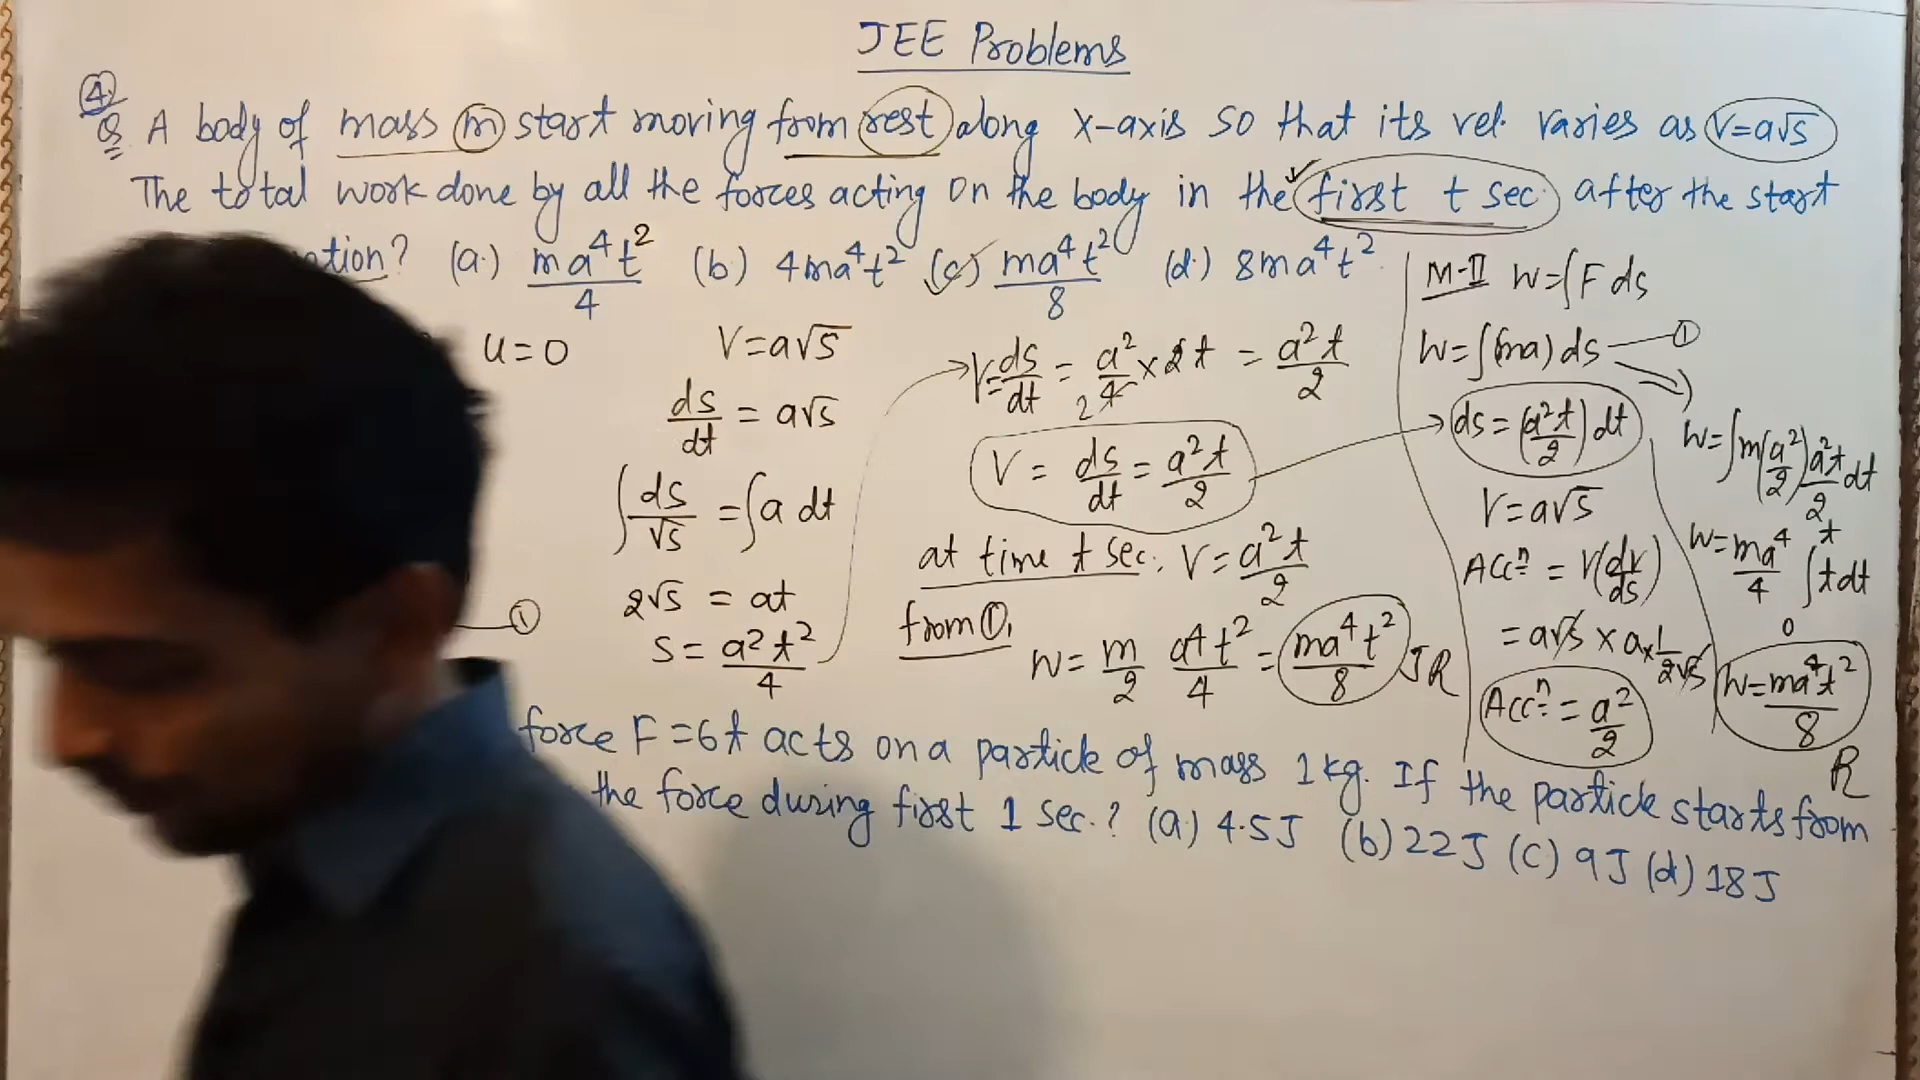 JEE Problems
④
Q A body of mass m start moving from rest along x-axis so that its vel. varies as V=a√s
The total work done by all the forces acting on the body in the first t sec. after the start
ation? (a.) ma⁴t²/4 (b) 4ma⁴t² (c) ma⁴t²/8 (d.) 8ma⁴t²
u=0
①
V=a√s
ds/dt = a√s
∫ds/√s = ∫a dt
2√s = at
s = a²t²/4
V=ds/dt = a²/4 × 2t = a²t/2
2
V = ds/dt = a²t/2
at time t sec. V = a²t/2
from ①,
W = m/2 a⁴t²/4 = ma⁴t²/8 J R
M-II W=∫F ds
W=∫(ma) ds ①
ds = (a²t/2) dt
V=a√s
Accⁿ = V(dv/ds)
= a√s × a × 1/2√s
Accⁿ = a²/2
W=∫m(a²/2) a²t/2 dt
W=ma⁴/4 ∫₀ᵗ t dt
W=ma⁴t²/8
R
force F=6t acts on a particle of mass 1kg. If the particle starts from
the force during first 1 sec.? (a) 4.5J (b) 22J (c) 9J (d) 18J